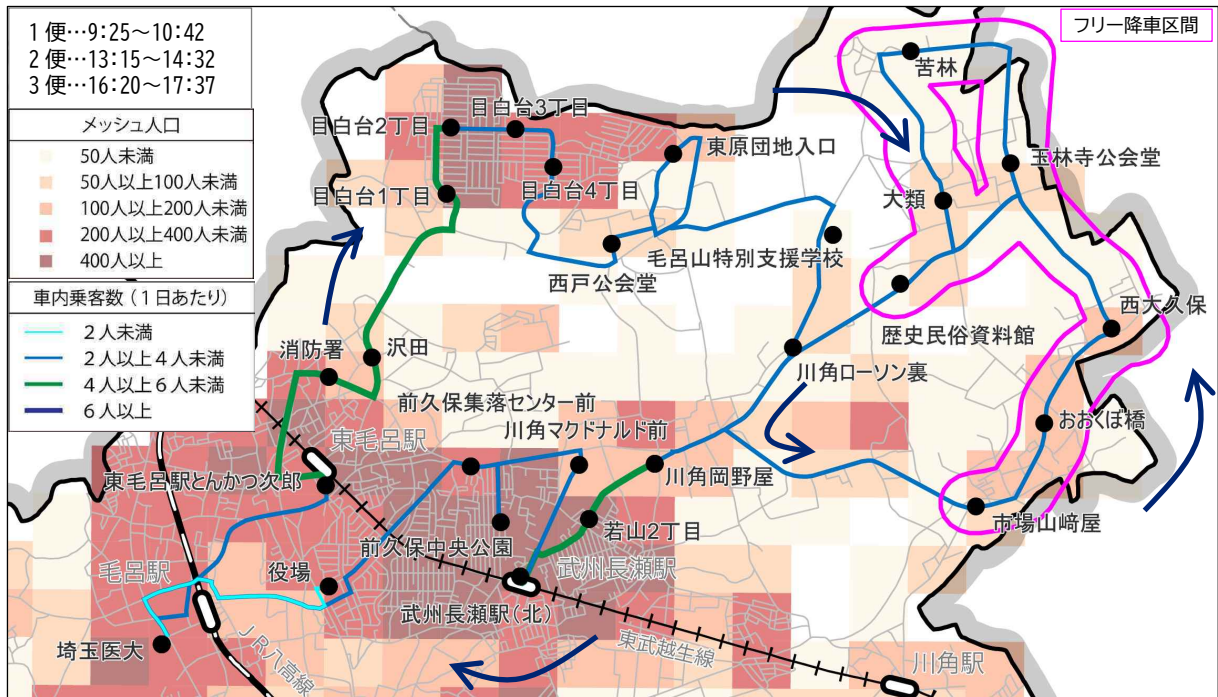 1便…9:25～10:42
2便…13:15～14:32
3便…16:20～17:37
メッシュ人口
50人未満
50人以上100人未満
100人以上200人未満
200人以上400人未満
400人以上
車内乗客数(1日あたり)
2人未満
2人以上4人未満
4人以上6人未満
6人以上
フリー降車区間
苦林
目白台3丁目
目白台2丁目
東原団地入口
玉林寺公会堂
目白台4丁目
目白台1丁目
大類
毛呂山特別支援学校
西戸公会堂
西大久保
歴史民俗資料館
消防署
沢田
川角ローソン裏
前久保集落センター前
おおくぼ橋
川角マクドナルド前
東毛呂駅
川角岡野屋
東毛呂駅とんかつ次郎
市場山﨑屋
若山2丁目
前久保中央公園
毛呂駅
役場
武州長瀬駅
武州長瀬駅(北)
埼玉医大
JR八高線
東武越生線
川角駅